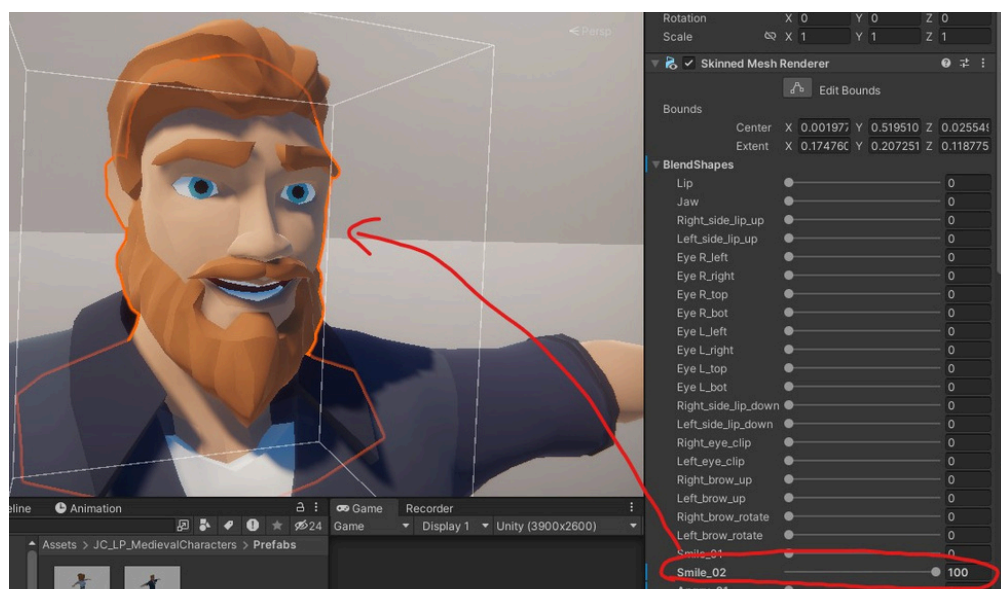 Persp
Rotation X 0 Y 0 Z 0
Scale X 1 Y 1 Z 1
Skinned Mesh Renderer
Edit Bounds
Bounds
Center X 0.001977 Y 0.519510 Z 0.025549
Extent X 0.17476 Y 0.207251 Z 0.118775
BlendShapes
Lip 0
Jaw 0
Right_side_lip_up 0
Left_side_lip_up 0
Eye R_left 0
Eye R_right 0
Eye R_top 0
Eye R_bot 0
Eye L_left 0
Eye L_right 0
Eye L_top 0
Eye L_bot 0
Right_side_lip_down 0
Left_side_lip_down 0
Right_eye_clip 0
Left_eye_clip 0
Right_brow_up 0
Left_brow_up 0
Right_brow_rotate 0
Left_brow_rotate 0
Smile_01 0
Smile_02 100
eline Animation
24
Assets > JC_LP_MedievalCharacters > Prefabs
Game Recorder
Game Display 1 Unity (3900x2600)